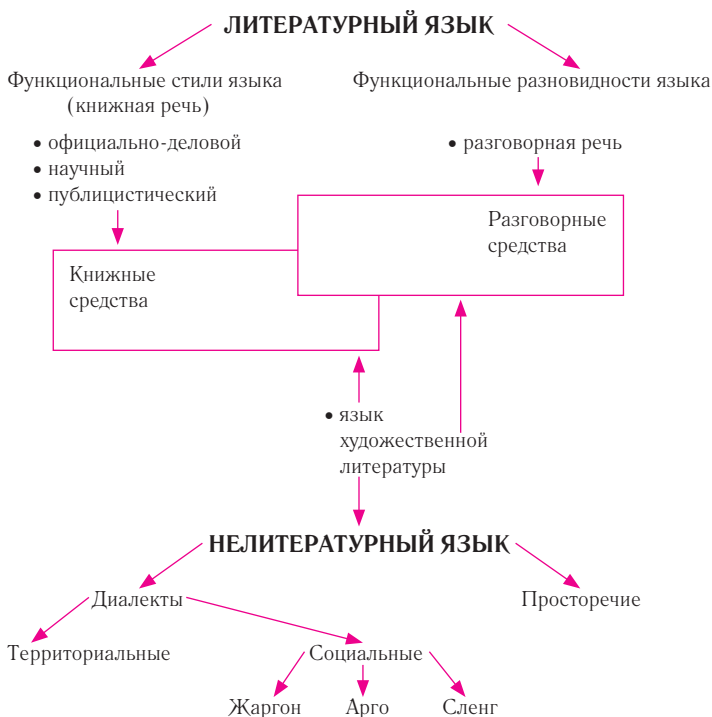 ЛИТЕРАТУРНЫЙ ЯЗЫК
Функциональные стили языка
(книжная речь)
Функциональные разновидности языка
• официально-деловой
• научный
• публицистический
• разговорная речь
Разговорные
средства
Книжные
средства
• язык
художественной
литературы
НЕЛИТЕРАТУРНЫЙ ЯЗЫК
Диалекты
Просторечие
Территориальные
Социальные
Жаргон
Арго
Сленг